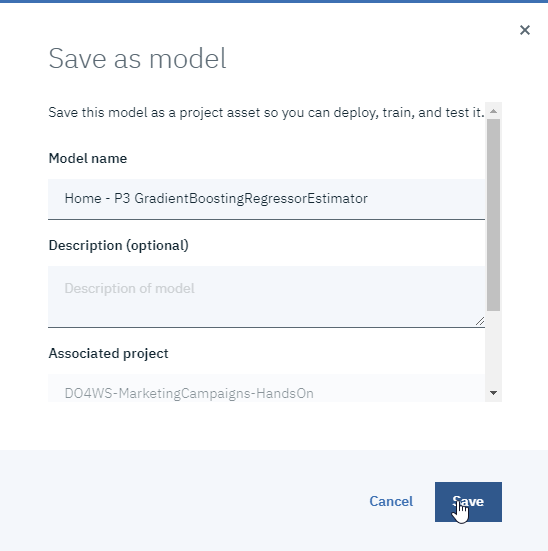 Save as model
Save this model as a project asset so you can deploy, train, and test it.
Model name
Home - P3 GradientBoostingRegressorEstimator
Description (optional)
Description of model
Associated project
DO4WS-MarketingCampaigns-HandsOn
Cancel
Save